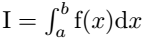 I = ∫ₐᵇ f(x)dx